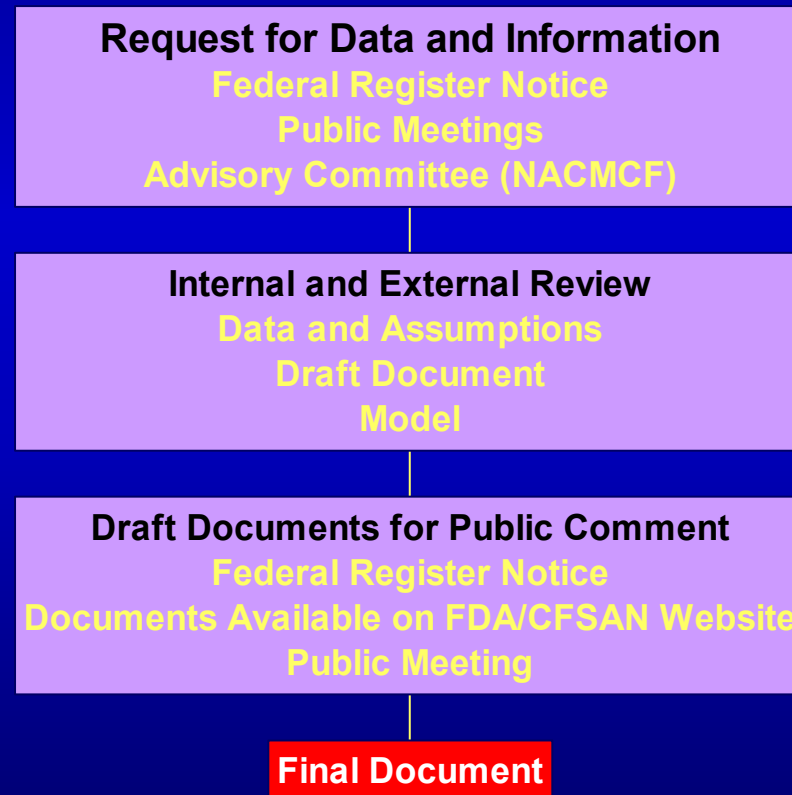 Request for Data and Information
Federal Register Notice
Public Meetings
Advisory Committee (NACMCF)
Internal and External Review
Data and Assumptions
Draft Document
Model
Draft Documents for Public Comment
Federal Register Notice
Documents Available on FDA/CFSAN Website
Public Meeting
Final Document